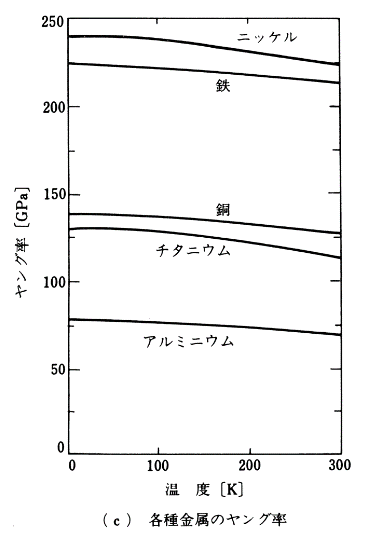 250
ニッケル
鉄
200
150
銅
チタニウム
ヤング率 [GPa]
100
アルミニウム
50
0
0 100 200 300
温 度 [K]
( c ) 各種金属のヤング率